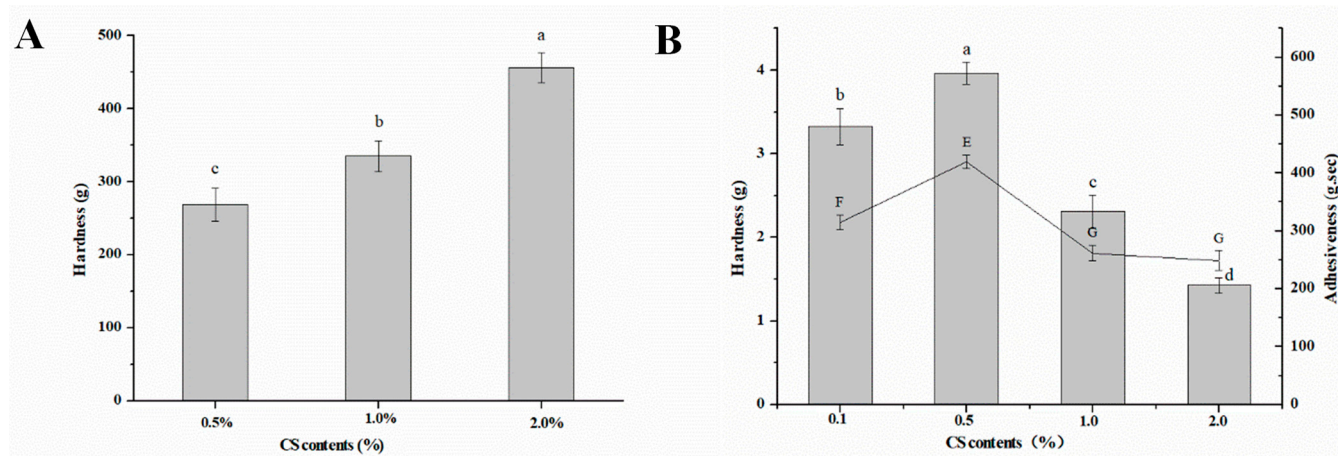 A
Hardness (g)
500
400
300
200
100
0
c
b
a
0.5%
1.0%
2.0%
CS contents (%)
B
Hardness (g)
4
3
2
1
0
b
a
c
d
F
E
G
G
600
500
400
300
200
100
0
Adhesiveness (g.sec)
0.1
0.5
1.0
2.0
CS contents（%）